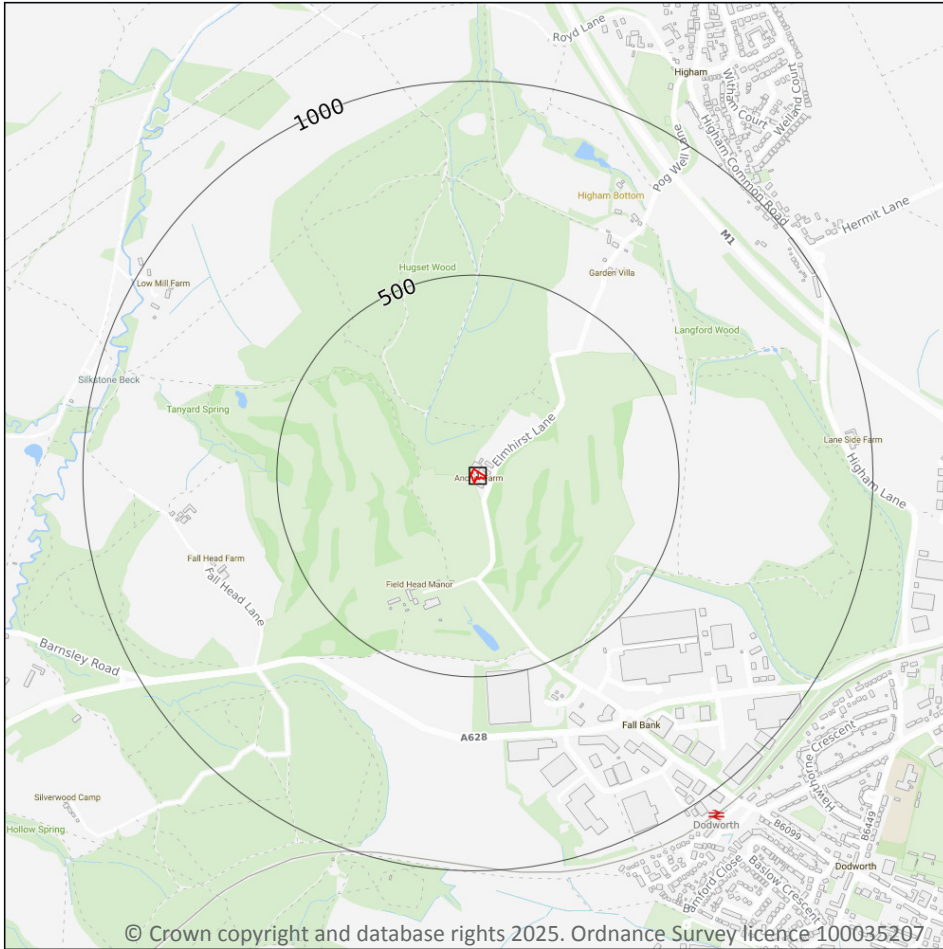 Royd Lane
Higham
Witham Court
Welland Court
1000
Pog Well Lane
Higham Common Road
Higham Bottom
Hermit Lane
M1
Hugset Wood
Garden Villa
Low Mill Farm
500
Langford Wood
Silkstone Beck
Tanyard Spring
Elmhirst Lane
Lane Side Farm
Farm
Higham Lane
Fall Head Farm
Field Head Manor
Fall Head Lane
Barnsley Road
Fall Bank
A628
Hawthorne Crescent
Silverwood Camp
Hollow Spring
Dodworth
B6099
B6449
Bamford Close
Baslow Crescent
Dodworth
© Crown copyright and database rights 2025. Ordnance Survey licence 100035207.